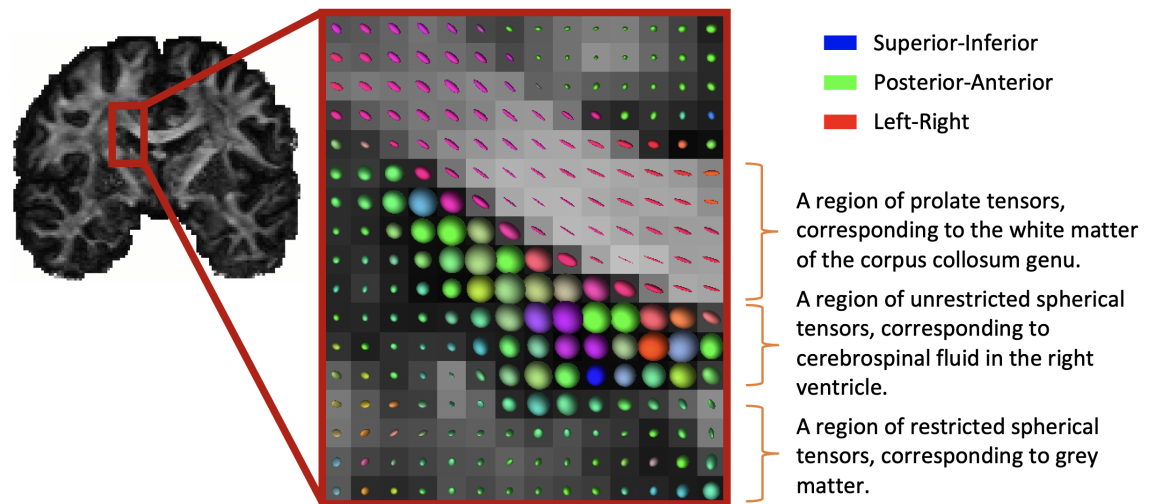 Superior-Inferior
Posterior-Anterior
Left-Right
A region of prolate tensors,
corresponding to the white matter
of the corpus collosum genu.
A region of unrestricted spherical
tensors, corresponding to
cerebrospinal fluid in the right
ventricle.
A region of restricted spherical
tensors, corresponding to grey
matter.